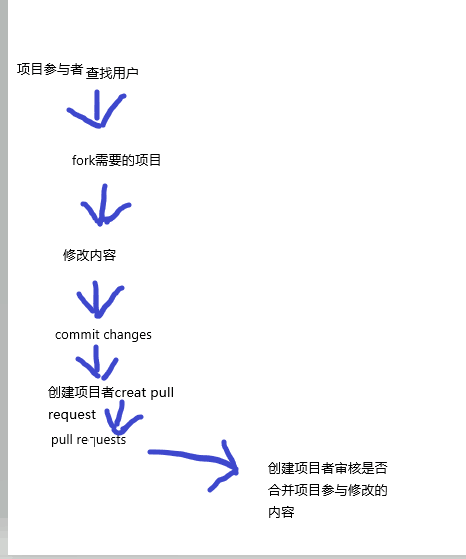 项目参与者 查找用户
fork需要的项目
修改内容
commit changes
创建项目者creat pull
request
pull requests
创建项目者审核是否
合并项目参与修改的
内容